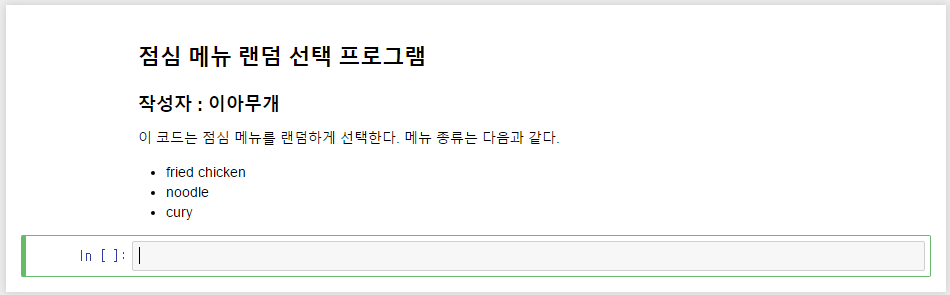 점심 메뉴 랜덤 선택 프로그램
작성자 : 이아무개
이 코드는 점심 메뉴를 랜덤하게 선택한다. 메뉴 종류는 다음과 같다.
• fried chicken
• noodle
• cury
In [ ]: